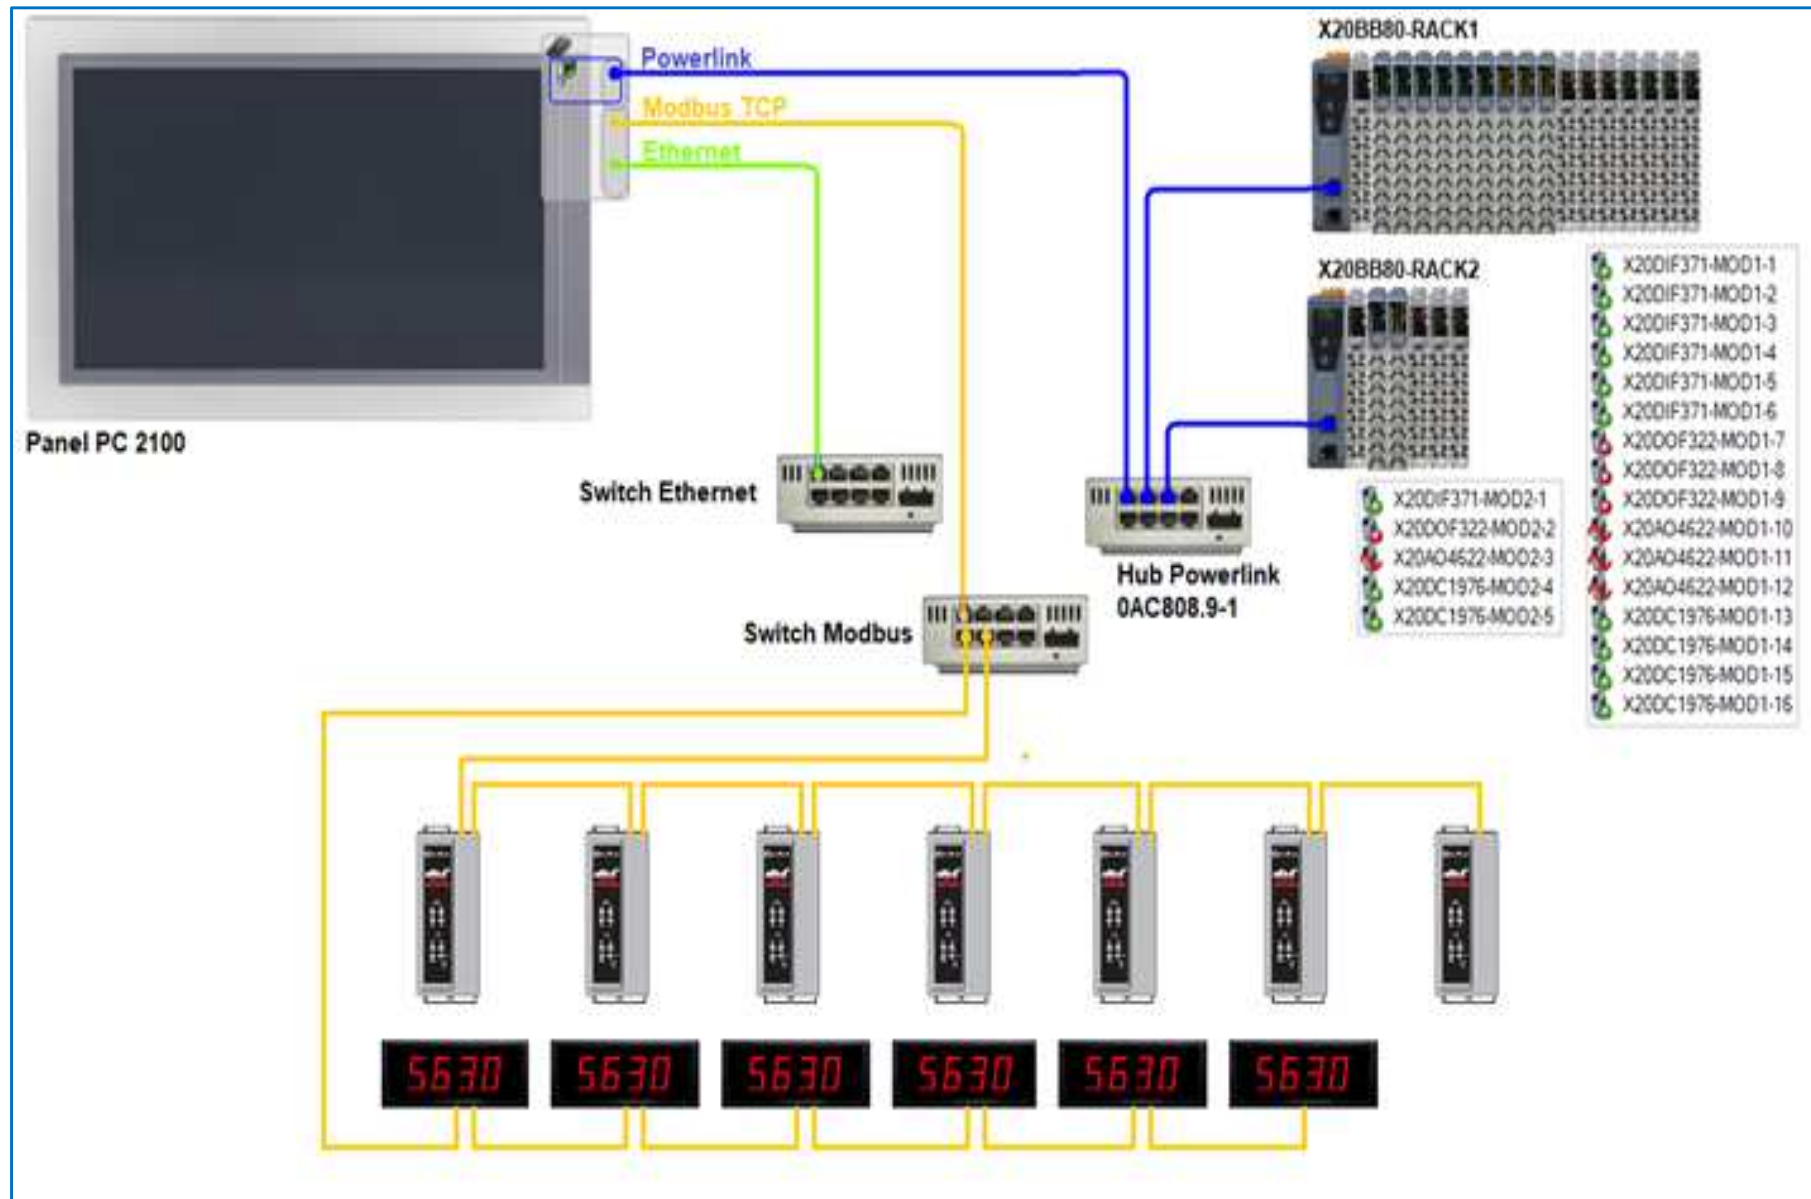 Powerlink
Modbus TCP
Ethernet
Panel PC 2100
Switch Ethernet
Switch Modbus
Hub Powerlink
0AC808.9-1
X20BB80-RACK1
X20BB80-RACK2
X20DIF371-MOD2-1
X20DOF322-MOD2-2
X20AO4622-MOD2-3
X20DC1976-MOD2-4
X20DC1976-MOD2-5
X20DIF371-MOD1-1
X20DIF371-MOD1-2
X20DIF371-MOD1-3
X20DIF371-MOD1-4
X20DIF371-MOD1-5
X20DIF371-MOD1-6
X20DOF322-MOD1-7
X20DOF322-MOD1-8
X20DOF322-MOD1-9
X20AO4622-MOD1-10
X20AO4622-MOD1-11
X20AO4622-MOD1-12
X20DC1976-MOD1-13
X20DC1976-MOD1-14
X20DC1976-MOD1-15
X20DC1976-MOD1-16
5630 5630 5630 5630 5630 5630